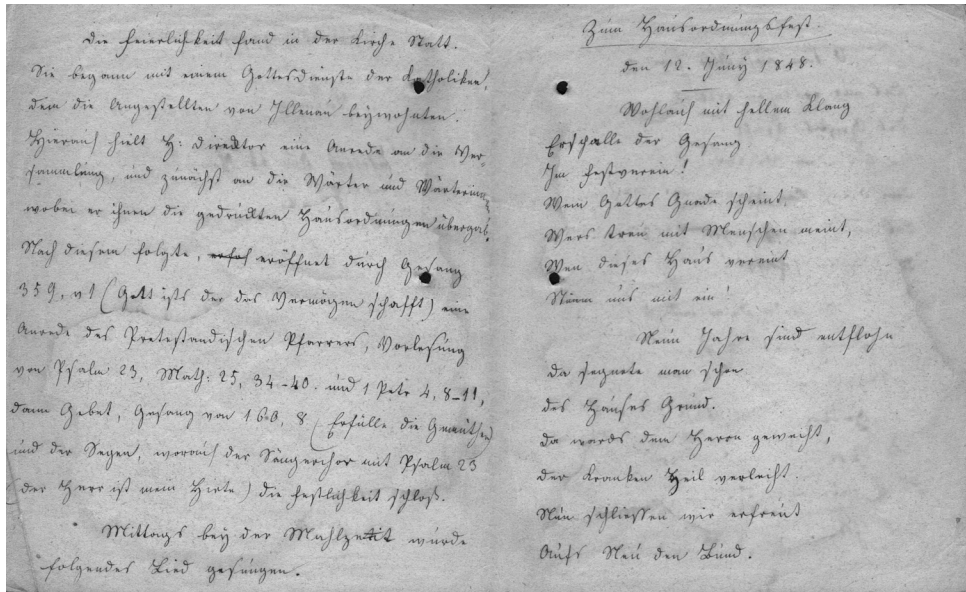 Die Feierlichkeit fand in der Kirche Statt.
Sie begann mit einem Gottesdienste der Katholiken,
dem die Angestellten von Illenau beywohnten.
Hierauf hielt H: Direktor eine Anrede an die Ver-
sammlung, und zunächst an die Wärter und Wärterinnen
wobei er ihnen die gedruckten Hausordnungen übergab.
Nach diesem folgte, eröffnet durch Gesang
359, v1 (Gott ists der das Vermögen schafft) eine
Anrede des Protestandischen Pfarrers, Vorlesung
von Psalm 23, Math: 25, 34-40. und 1 Petr 4, 8-11,
dann Gebet, Gesang von 160, 8 (Erfülle die Gemüther)
und der Segen, worauf der Sängerchor mit Psalm 23
(der Herr ist mein Hirte) die Festlichkeit schloß.
Mittags bey der Mahlzeit wurde
folgendes Lied gesungen.
Zum Hausordnungsfest.
den 12. Juny 1848.
Wohlauf mit hellem Klang
Erschalle der Gesang
Im Festverein!
Wem Gottes Gnade scheint,
Wers treu mit Menschen meint,
Wen dieses Haus vereint
Stimm uns mit ein!
Neun Jahre sind entflohn
da segnete man schon
des Hauses Grund.
da wards dem Herrn geweiht,
der Kranken Heil verleiht.
Nun schliessen wir erfreut
Aufs Neu den Bund.